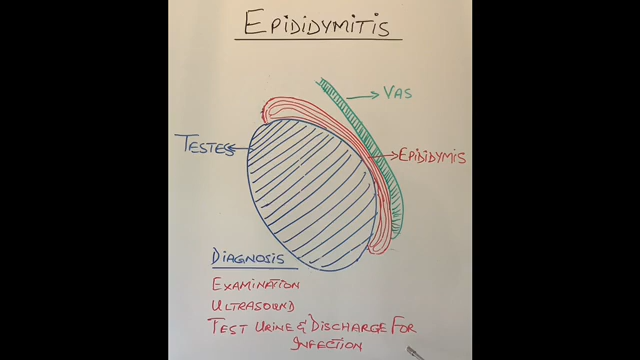 EPIDIDYMITIS
VAS
TESTES
EPIDIDYMIS
DIAGNOSIS
EXAMINATION
ULTRASOUND
TEST URINE & DISCHARGE FOR
INFECTION